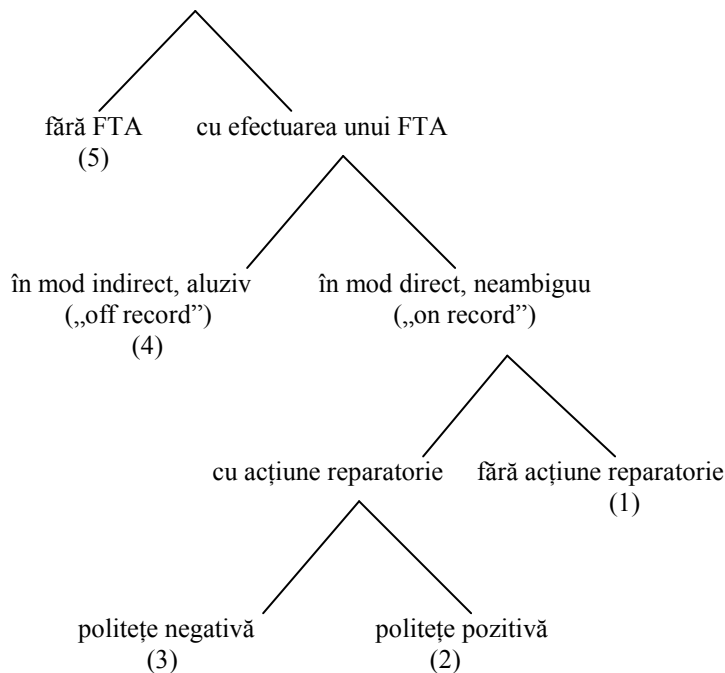 fără FTA cu efectuarea unui FTA
(5)
în mod indirect, aluziv în mod direct, neambiguu
(„off record”) („on record”)
(4)
cu acțiune reparatorie fără acțiune reparatorie
(1)
politețe negativă politețe pozitivă
(3) (2)